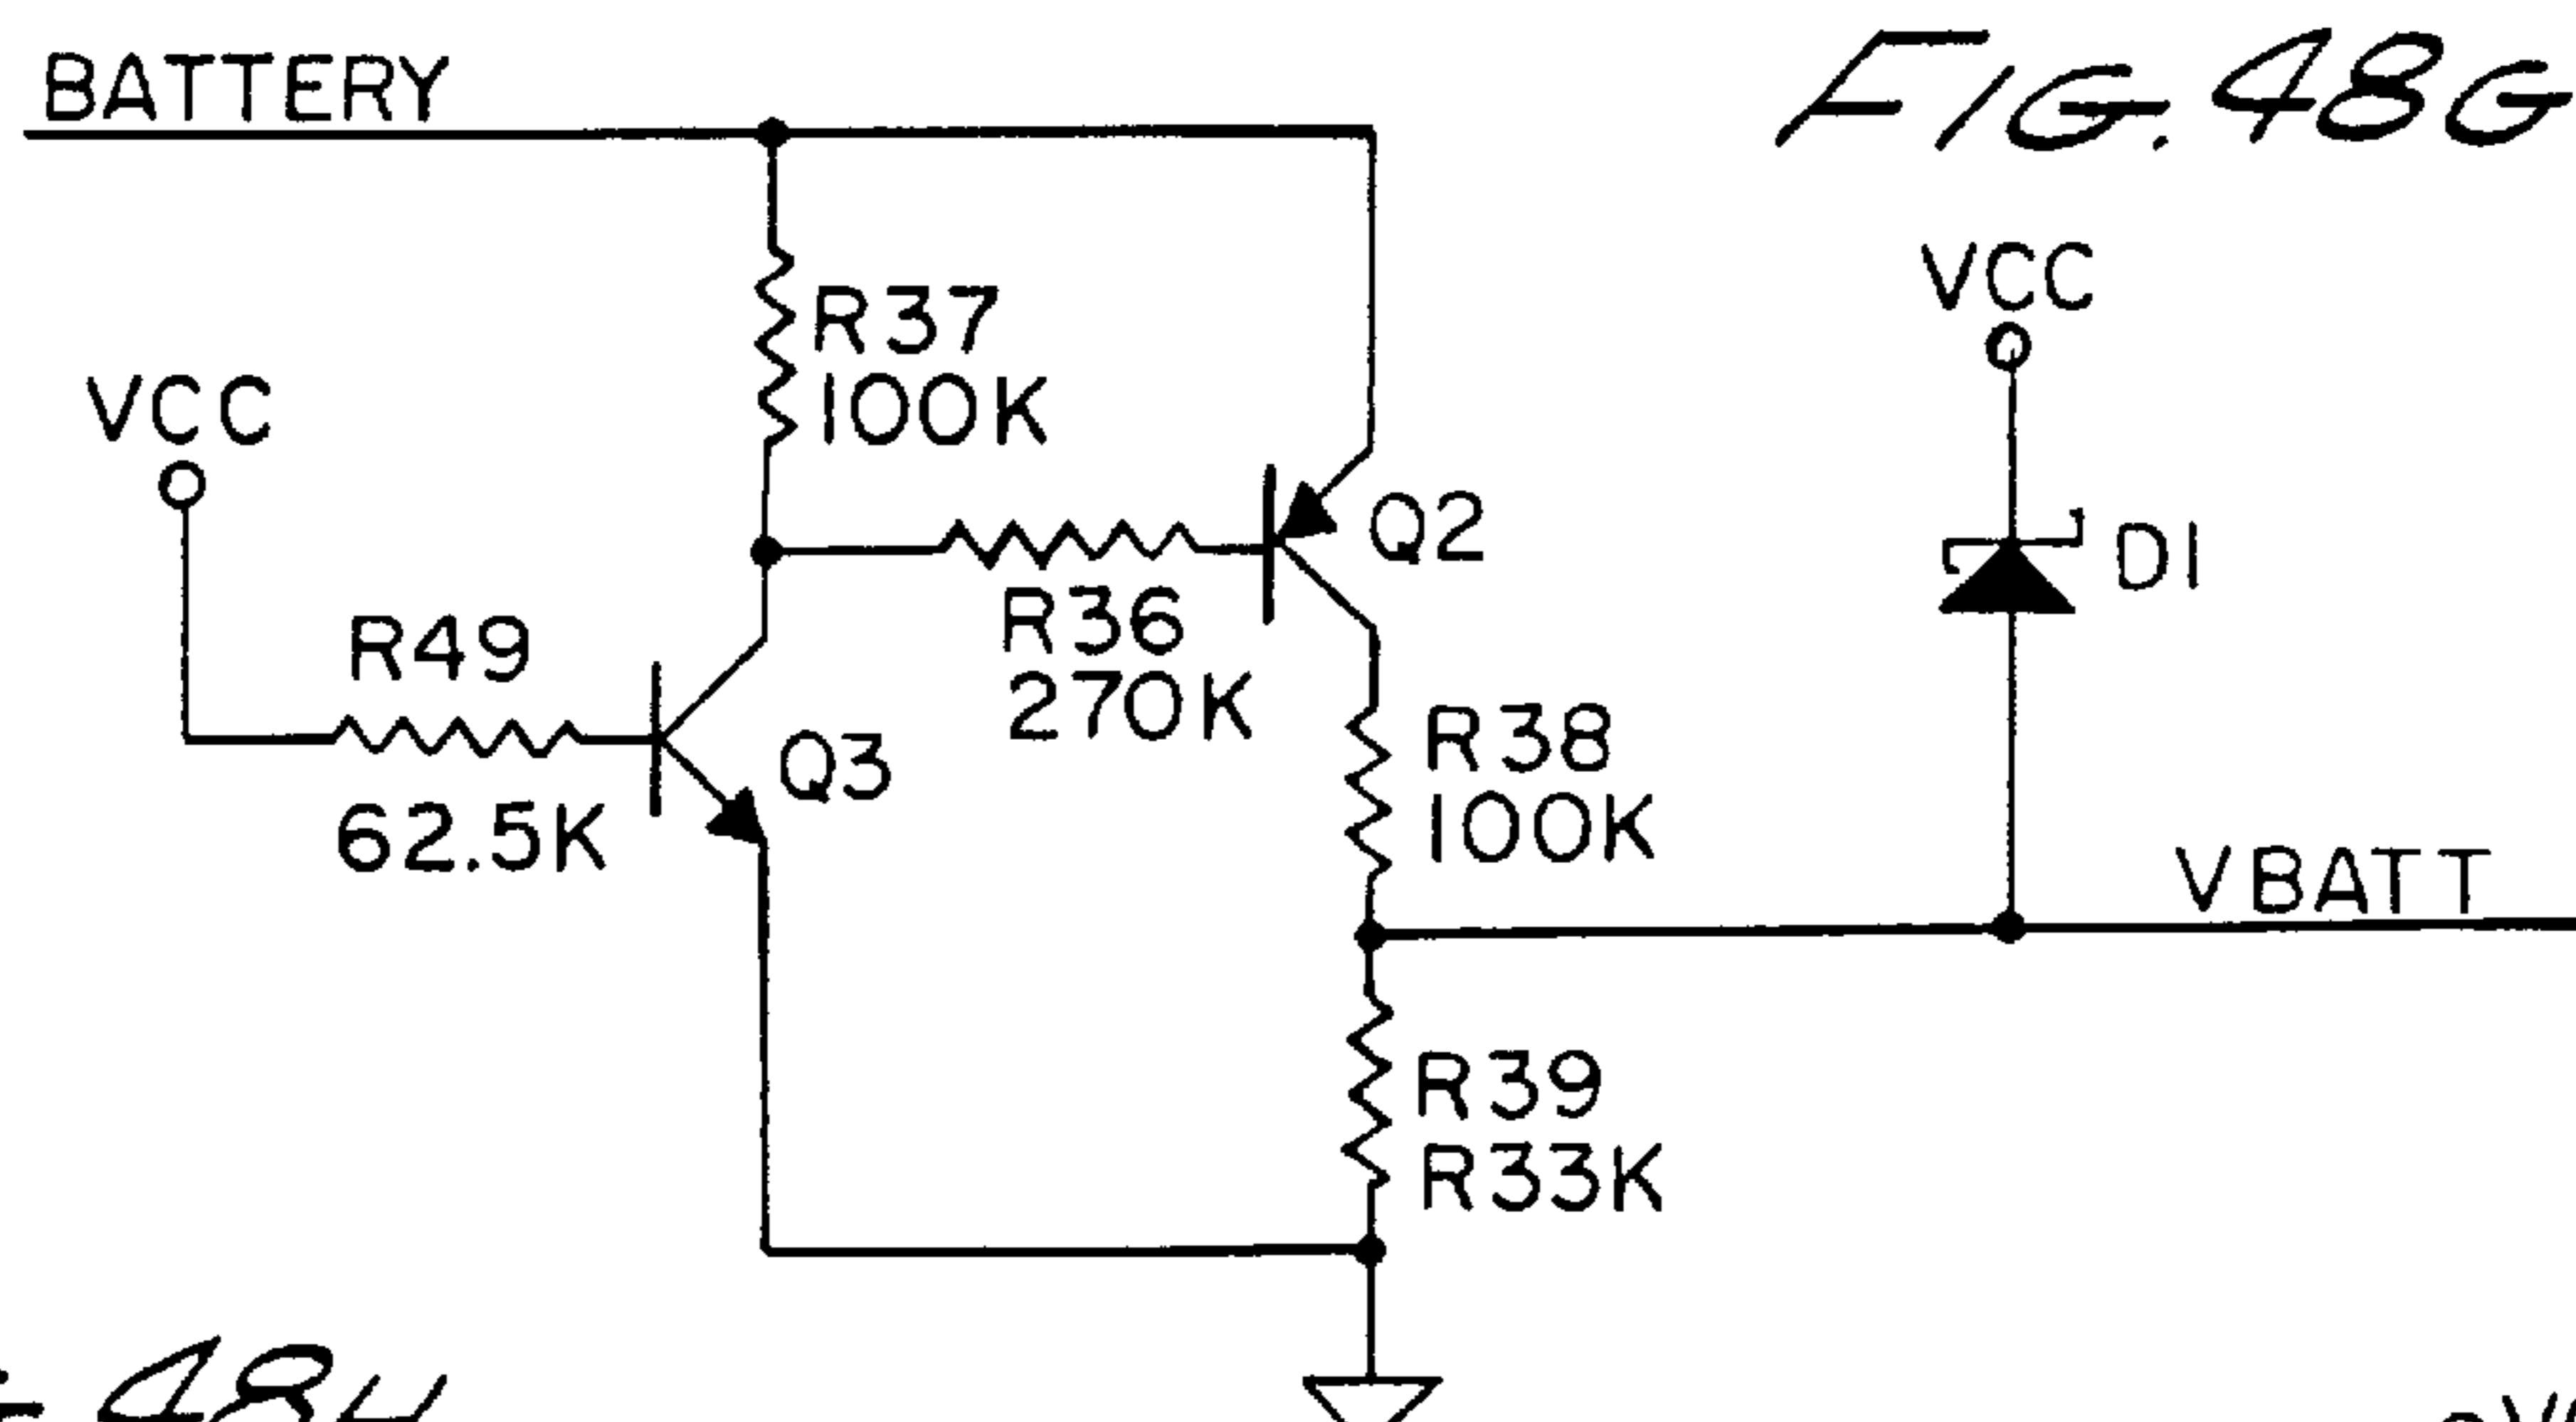 BATTERY
FIG. 48G
VCC
R37
100K
VCC
Q2
D1
R36
270K
R49
62.5K
Q3
R38
100K
VBATT
R39
R33K
48H